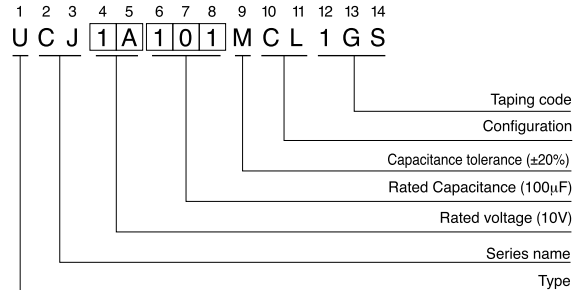 1 2 3 4 5 6 7 8 9 10 11 12 13 14
U C J 1 A 1 0 1 M C L 1 G S
Taping code
Configuration
Capacitance tolerance (±20%)
Rated Capacitance (100μF)
Rated voltage (10V)
Series name
Type